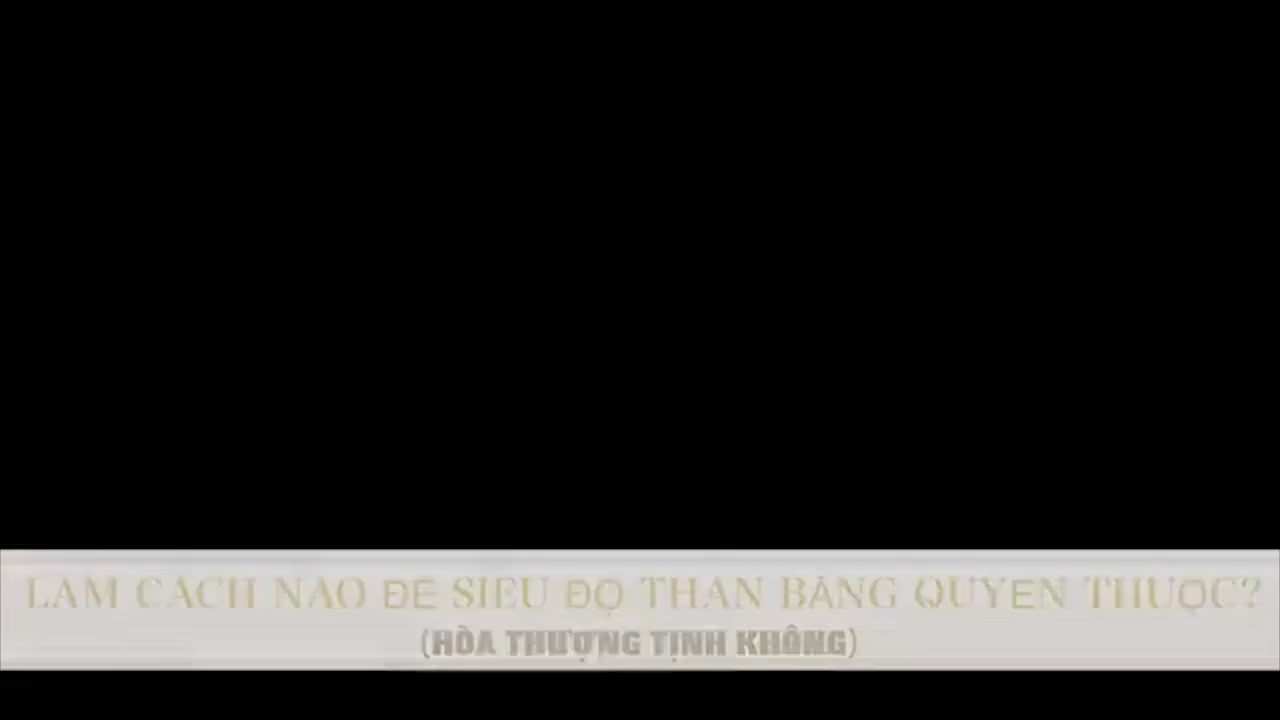 LÀM CÁCH NÀO ĐỂ SIÊU ĐỘ THÂN BẰNG QUYẾN THUỘC?
(HÒA THƯỢNG TỊNH KHÔNG)